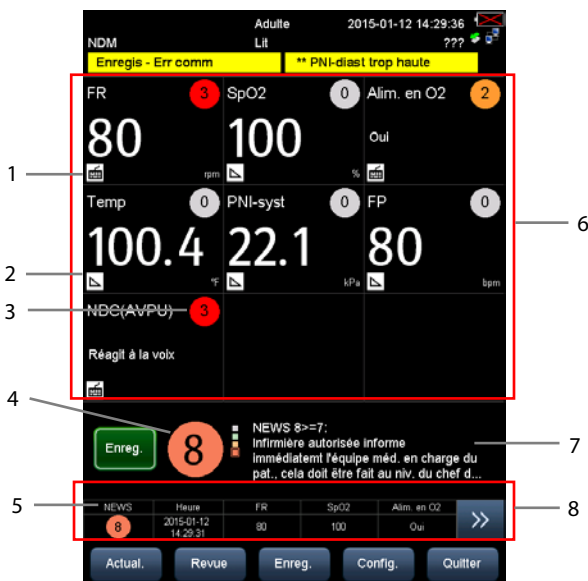 Adulte 2015-01-12 14:29:36
NDM Lit ???
Enregis - Err comm ** PNI-diast trop haute
FR 3 SpO2 0 Alim. en O2 2
80 rpm 100 % Oui
1
Temp 0 PNI-syst 0 FP 0
6
100.4 °F 22.1 kPa 80 bpm
2
3
NDC(AVPU) 3
Réagit à la voix
4
Enreg. 8 NEWS 8>=7:
Infirmière autorisée informe
immédiatemt l'équipe méd. en charge du
pat., cela doit être fait au niv. du chef d...
7
5
NEWS Heure FR SpO2 Alim. en O2 >>
8
8 2015-01-12 14:29:31 80 100 Oui
Actual. Revue Enreg. Config. Quitter